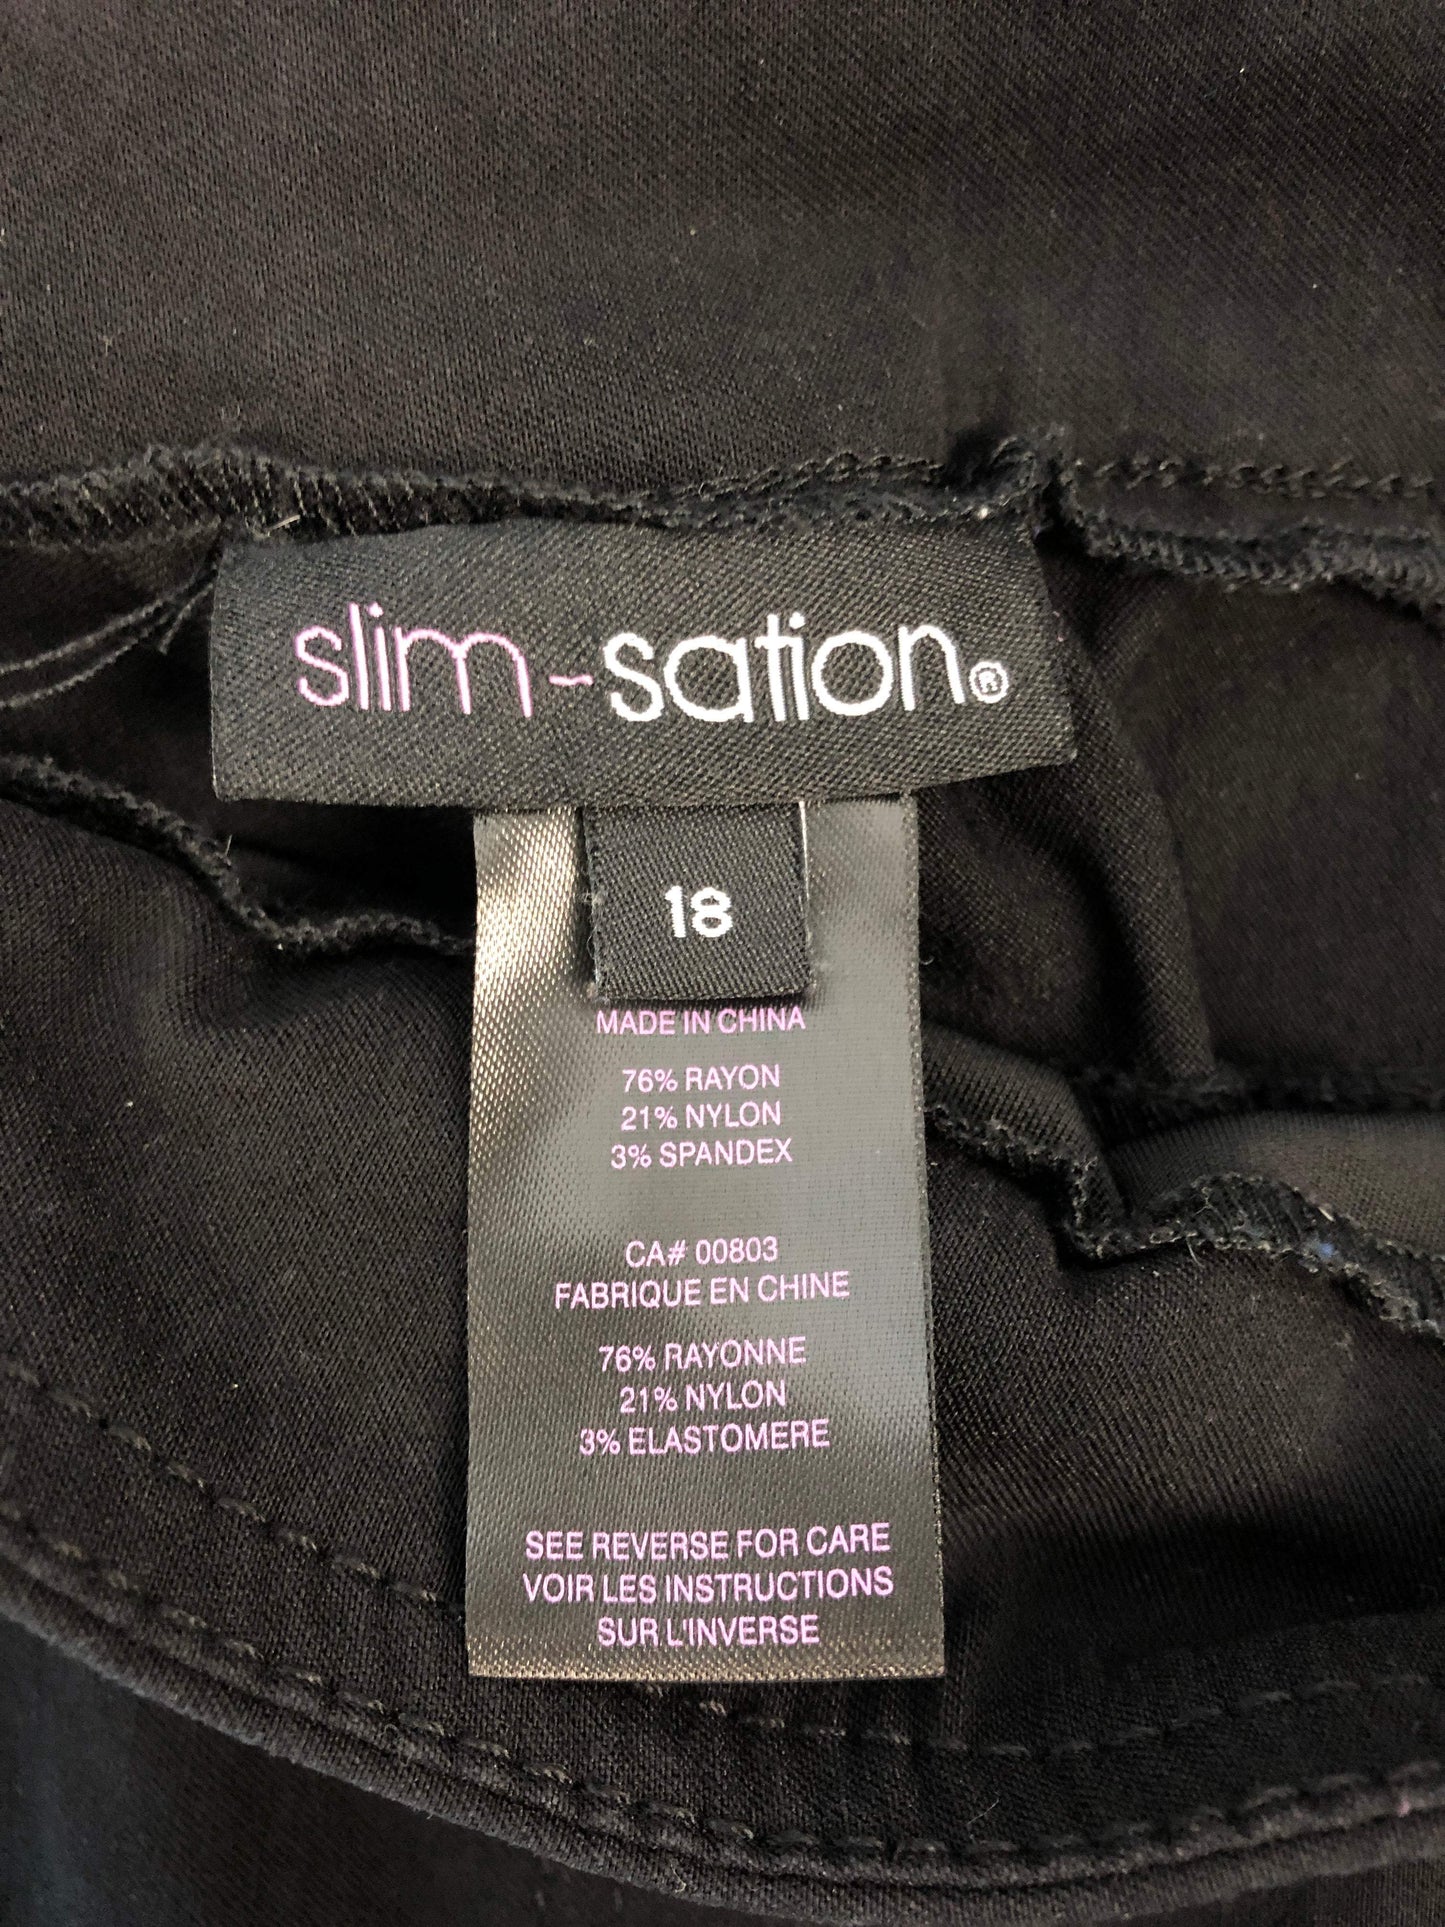 slim-sation®
18
MADE IN CHINA
76% RAYON
21% NYLON
3% SPANDEX
CA# 00803
FABRIQUE EN CHINE
76% RAYONNE
21% NYLON
3% ELASTOMERE
SEE REVERSE FOR CARE
VOIR LES INSTRUCTIONS
SUR L'INVERSE